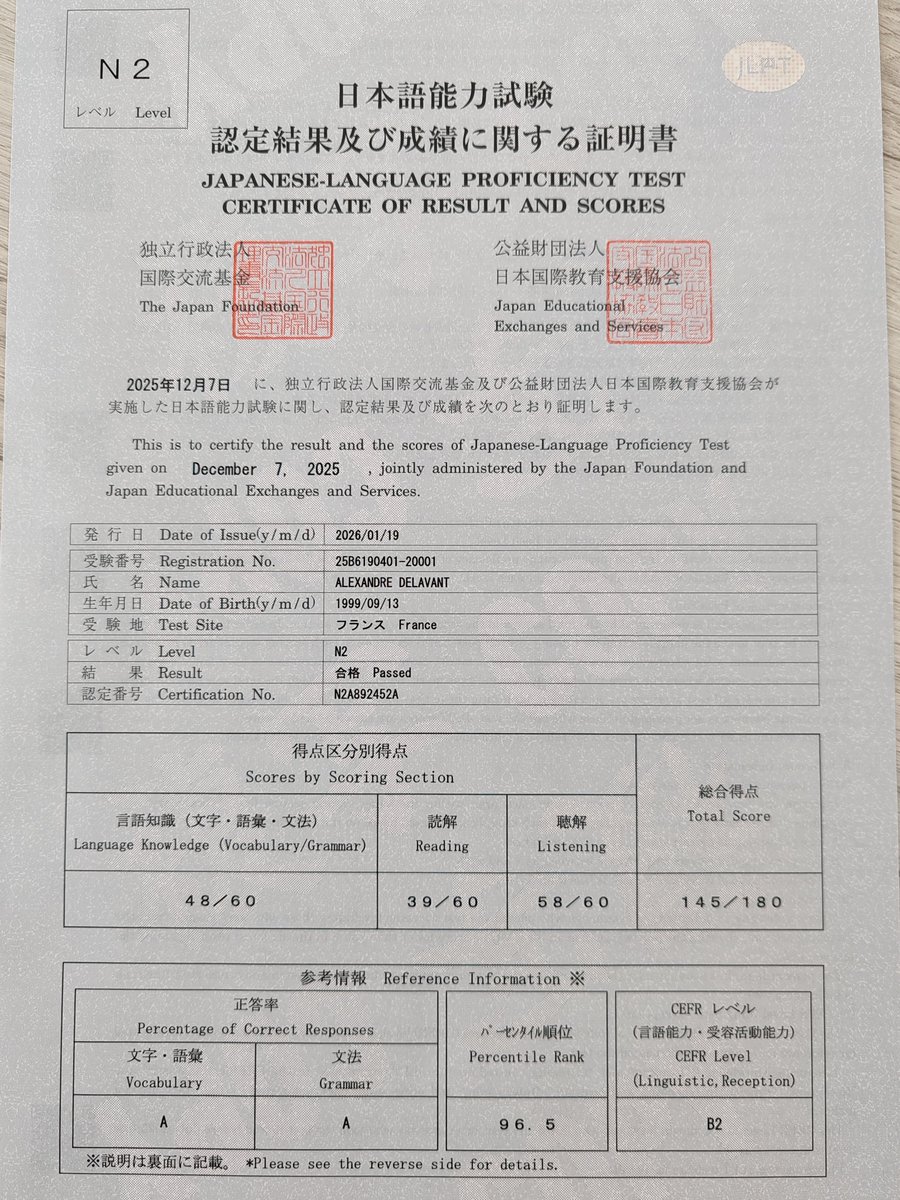 N2
レベル Level
JLPT
日本語能力試験
認定結果及び成績に関する証明書
JAPANESE-LANGUAGE PROFICIENCY TEST
CERTIFICATE OF RESULT AND SCORES
独立行政法人
国際交流基金
The Japan Foundation
公益財団法人
日本国際教育支援協会
Japan Educational
Exchanges and Services
2025年12月7日 に、独立行政法人国際交流基金及び公益財団法人日本国際教育支援協会が
実施した日本語能力試験に関し、認定結果及び成績を次のとおり証明します。
This is to certify the result and the scores of Japanese-Language Proficiency Test
given on December 7, 2025 , jointly administered by the Japan Foundation and
Japan Educational Exchanges and Services.
発行日 Date of Issue(y/m/d) 2026/01/19
受験番号 Registration No. 25B6190401-20001
氏名 Name ALEXANDRE DELAVANT
生年月日 Date of Birth(y/m/d) 1999/09/13
受験地 Test Site フランス France
レベル Level N2
結果 Result 合格 Passed
認定番号 Certification No. N2A892452A
得点区分別得点
Scores by Scoring Section
総合得点
Total Score
言語知識（文字・語彙・文法）
Language Knowledge (Vocabulary/Grammar)
読解
Reading
聴解
Listening
48／60 39／60 58／60 145／180
参考情報 Reference Information ※
正答率
Percentage of Correct Responses
文字・語彙
Vocabulary
文法
Grammar
A A
ﾊﾟｰｾﾝﾀｲﾙ順位
Percentile Rank
96.5
CEFR レベル
(言語能力・受容活動能力)
CEFR Level
(Linguistic,Reception)
B2
※説明は裏面に記載。 *Please see the reverse side for details.